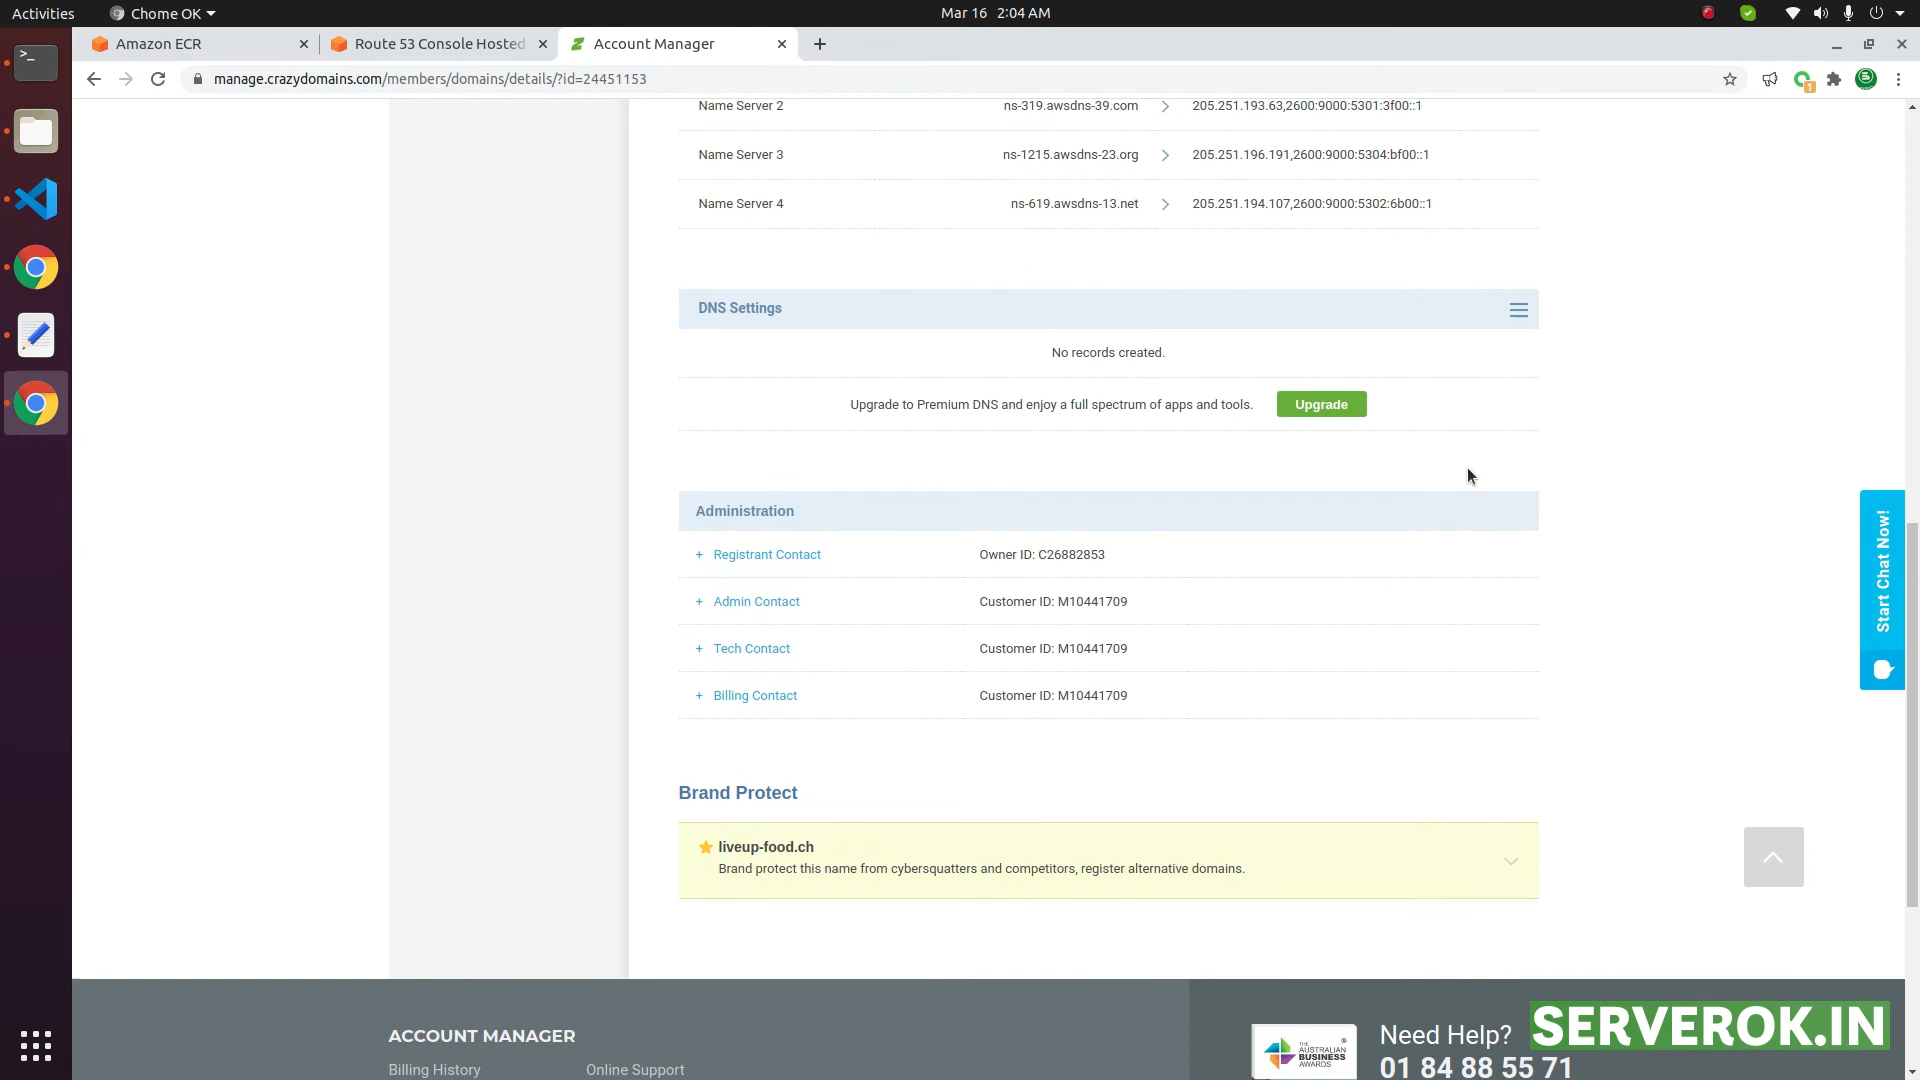 Activities
Chome OK
Mar 16 2:04 AM
Amazon ECR
Route 53 Console Hosted
Account Manager
manage.crazydomains.com/members/domains/details/?id=24451153
Name Server 2 ns-319.awsdns-39.com 205.251.193.63,2600:9000:5301:3f00::1
Name Server 3 ns-1215.awsdns-23.org 205.251.196.191,2600:9000:5304:bf00::1
Name Server 4 ns-619.awsdns-13.net 205.251.194.107,2600:9000:5302:6b00::1
DNS Settings
No records created.
Upgrade to Premium DNS and enjoy a full spectrum of apps and tools. Upgrade
Administration
+ Registrant Contact Owner ID: C26882853
+ Admin Contact Customer ID: M10441709
+ Tech Contact Customer ID: M10441709
+ Billing Contact Customer ID: M10441709
Start Chat Now!
Brand Protect
liveup-food.ch
Brand protect this name from cybersquatters and competitors, register alternative domains.
ACCOUNT MANAGER
Billing History
Online Support
THE AUSTRALIAN BUSINESS AWARDS
Need Help?
01 84 88 55 71
SERVEROK.IN